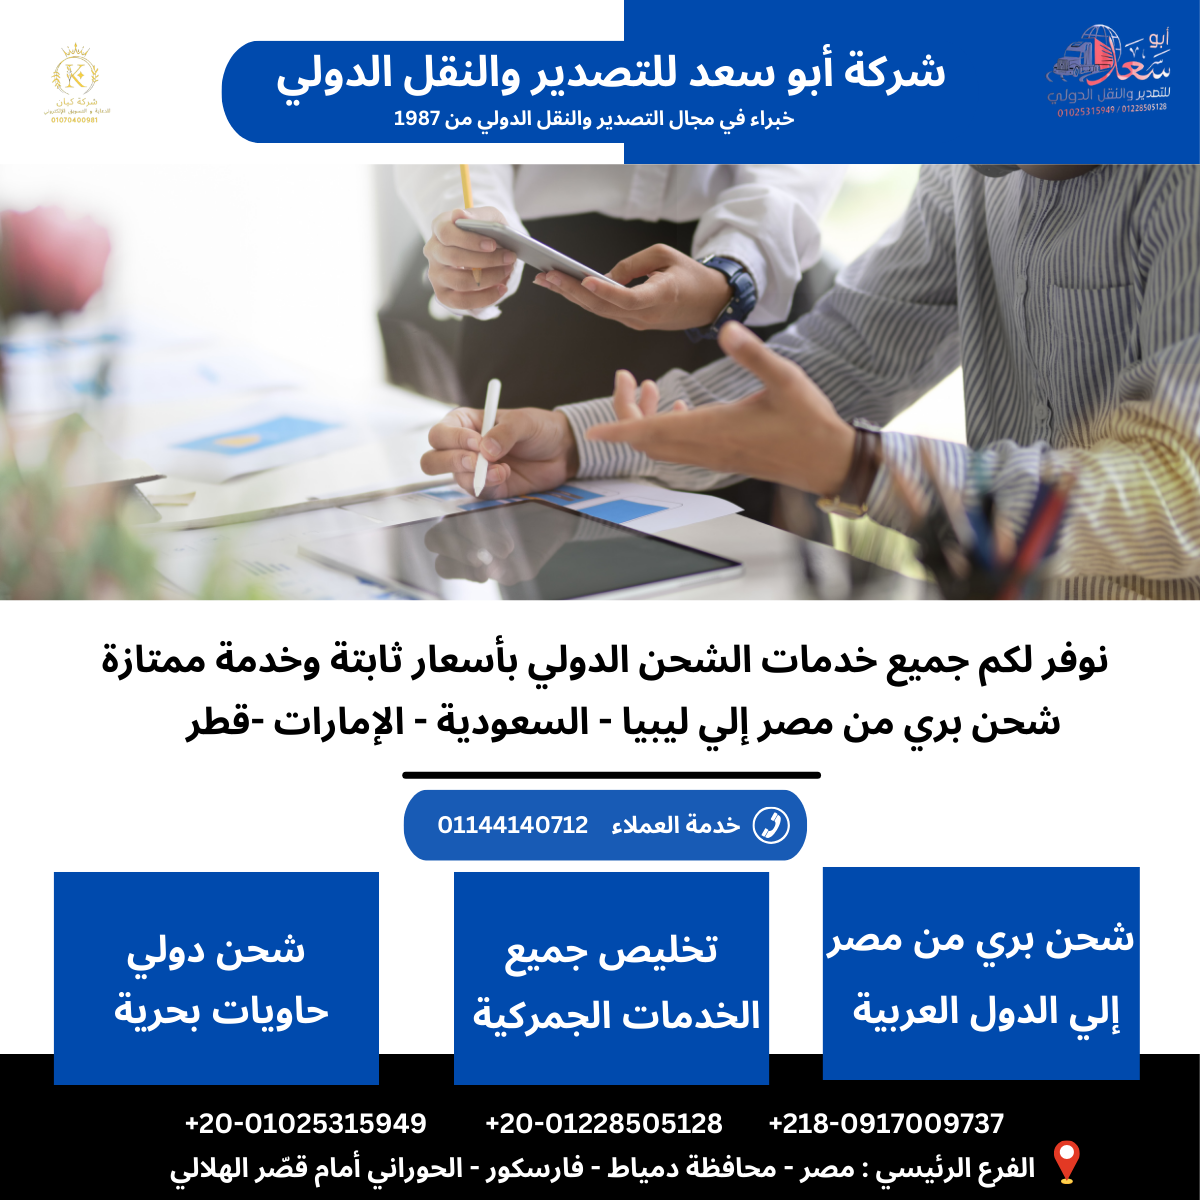 شركة أبو سعد للتصدير والنقل الدولي
خبراء في مجال التصدير والنقل الدولي من 1987
أبو
سعد
للتصدير والنقل الدولي
01025315949 / 01228505128
K
شركة كيان
للدعاية و التسويق الإلكتروني
01070400981
نوفر لكم جميع خدمات الشحن الدولي بأسعار ثابتة وخدمة ممتازة
شحن بري من مصر إلي ليبيا - السعودية - الإمارات -قطر
خدمة العملاء 01144140712
شحن بري من مصر
إلي الدول العربية
تخليص جميع
الخدمات الجمركية
شحن دولي
حاويات بحرية
+20-01025315949 +20-01228505128 +218-0917009737
الفرع الرئيسي : مصر - محافظة دمياط - فارسكور - الحوراني أمام قصّر الهلالي